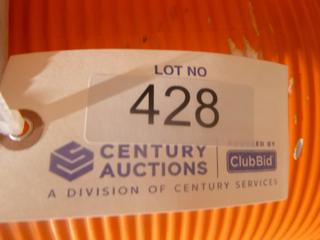 LOT NO
428
CENTURY
AUCTIONS
ClubBid
A DIVISION OF CENTURY SERVICES